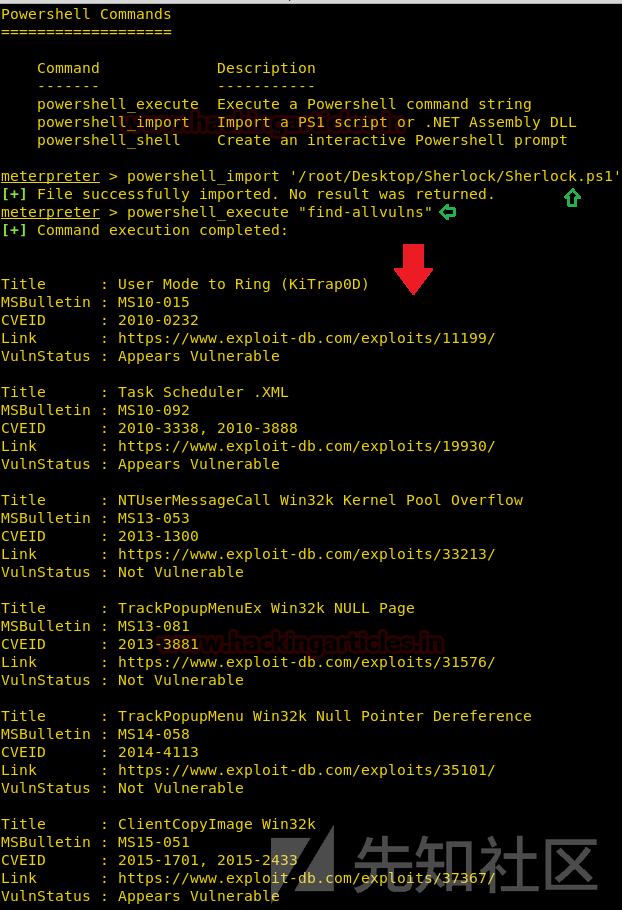 Powershell Commands
===================
Command Description
------- -----------
powershell_execute Execute a Powershell command string
powershell_import Import a PS1 script or .NET Assembly DLL
powershell_shell Create an interactive Powershell prompt
www.hackingarticles.in
meterpreter > powershell_import '/root/Desktop/Sherlock/Sherlock.ps1'
[+] File successfully imported. No result was returned.
meterpreter > powershell_execute "find-allvulns"
[+] Command execution completed:
Title : User Mode to Ring (KiTrap0D)
MSBulletin : MS10-015
CVEID : 2010-0232
Link : https://www.exploit-db.com/exploits/11199/
VulnStatus : Appears Vulnerable
Title : Task Scheduler .XML
MSBulletin : MS10-092
CVEID : 2010-3338, 2010-3888
Link : https://www.exploit-db.com/exploits/19930/
VulnStatus : Appears Vulnerable
Title : NTUserMessageCall Win32k Kernel Pool Overflow
MSBulletin : MS13-053
CVEID : 2013-1300
Link : https://www.exploit-db.com/exploits/33213/
VulnStatus : Not Vulnerable
Title : TrackPopupMenuEx Win32k NULL Page
MSBulletin : MS13-081
CVEID : 2013-3881
www.hackingarticles.in
Link : https://www.exploit-db.com/exploits/31576/
VulnStatus : Not Vulnerable
Title : TrackPopupMenu Win32k Null Pointer Dereference
MSBulletin : MS14-058
CVEID : 2014-4113
Link : https://www.exploit-db.com/exploits/35101/
VulnStatus : Not Vulnerable
Title : ClientCopyImage Win32k
MSBulletin : MS15-051
CVEID : 2015-1701, 2015-2433
Link : https://www.exploit-db.com/exploits/37367/
VulnStatus : Appears Vulnerable
先知社区